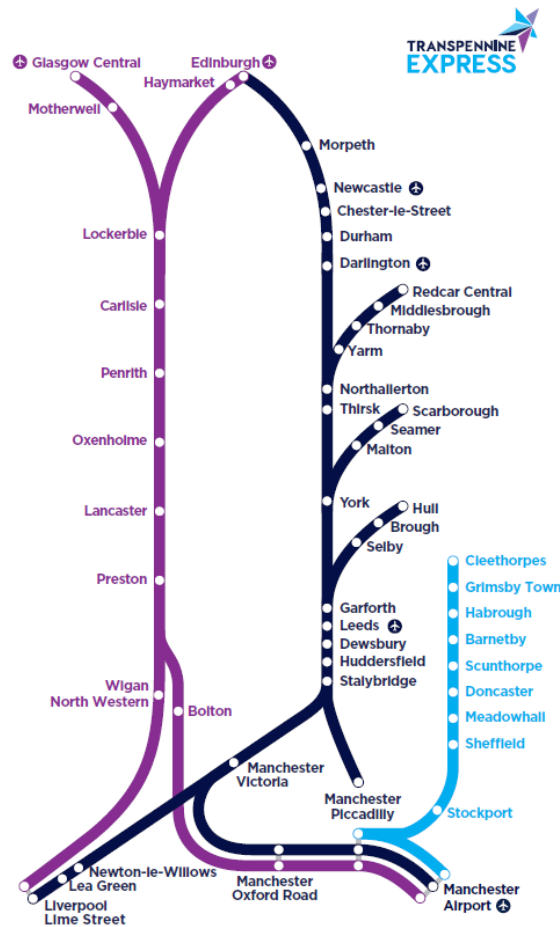 TRANSPENNINE
EXPRESS
Glasgow Central
Edinburgh
Haymarket
Motherwell
Morpeth
Newcastle
Chester-le-Street
Lockerbie
Durham
Darlington
Redcar Central
Carlisle
Middlesbrough
Thornaby
Yarm
Penrith
Northallerton
Thirsk
Scarborough
Seamer
Oxenholme
Malton
York
Lancaster
Hull
Brough
Selby
Cleethorpes
Preston
Grimsby Town
Garforth
Habrough
Leeds
Barnetby
Dewsbury
Huddersfield
Scunthorpe
Stalybridge
Wigan
North Western
Doncaster
Bolton
Meadowhall
Sheffield
Manchester
Victoria
Manchester
Piccadilly
Stockport
Newton-le-Willows
Lea Green
Manchester
Oxford Road
Manchester
Airport
Liverpool
Lime Street